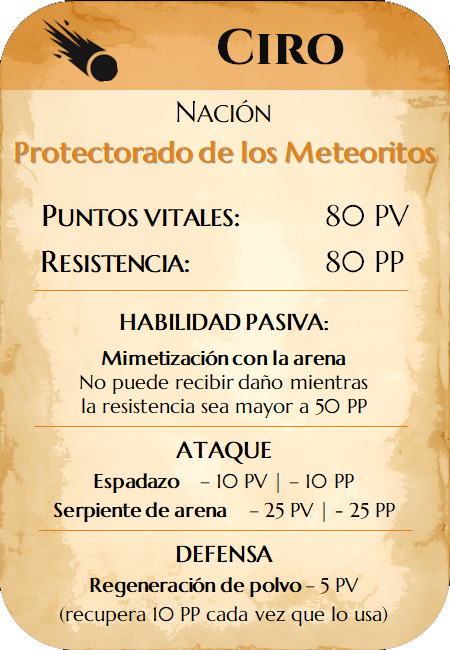 CIRO
NACIÓN
Protectorado de los Meteoritos
PUNTOS VITALES: 80 PV
RESISTENCIA: 80 PP
HABILIDAD PASIVA:
Mimetización con la arena
No puede recibir daño mientras
la resistencia sea mayor a 50 PP
ATAQUE
Espadazo – 10 PV | – 10 PP
Serpiente de arena – 25 PV | - 25 PP
DEFENSA
Regeneración de polvo – 5 PV
(recupera 10 PP cada vez que lo usa)